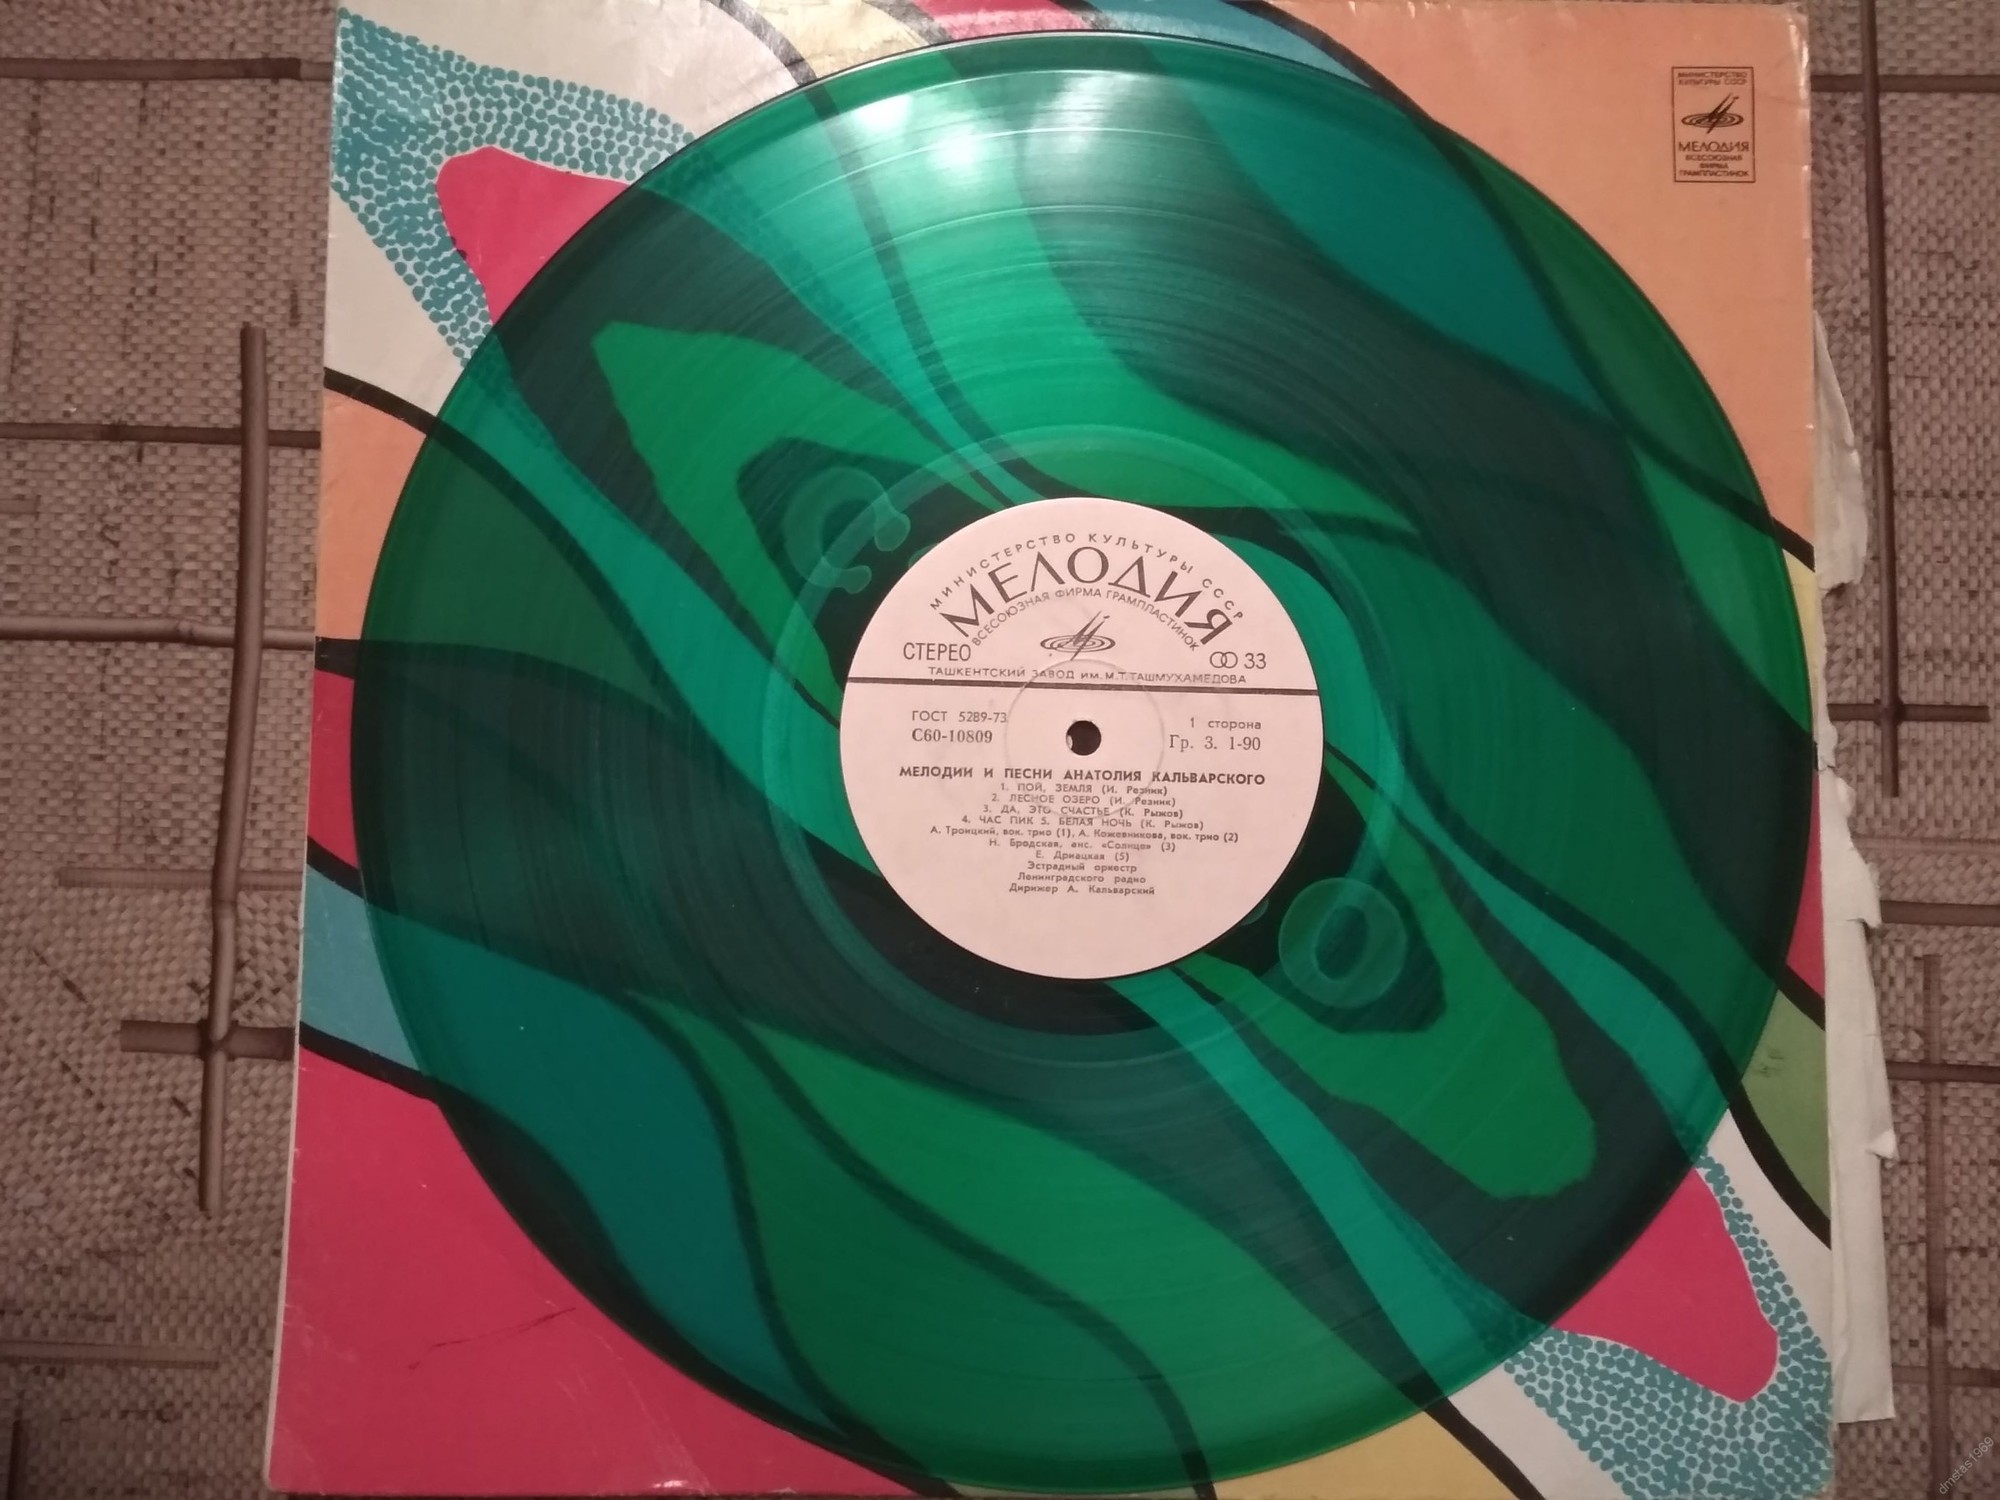 МИНИСТЕРСТВО
КУЛЬТУРЫ СССР
МЕЛОДИЯ
ВСЕСОЮЗНАЯ
ФИРМА
ГРАМПЛАСТИНОК
МИНИСТЕРСТВО КУЛЬТУРЫ СССР
МЕЛОДИЯ
ВСЕСОЮЗНАЯ ФИРМА ГРАМПЛАСТИНОК
СТЕРЕО 33
ТАШКЕНТСКИЙ ЗАВОД им. М.Т. ТАШМУХАМЕДОВА
ГОСТ 5289-73 1 сторона
С60-10809 Гр. 3. 1-90
МЕЛОДИИ И ПЕСНИ АНАТОЛИЯ КАЛЬВАРСКОГО
1. ПОЙ, ЗЕМЛЯ (И. Резник)
2. ЛЕСНОЕ ОЗЕРО (И. Резник)
3. ДА, ЭТО СЧАСТЬЕ (К. Рыжов)
4. ЧАС ПИК 5. БЕЛАЯ НОЧЬ (К. Рыжов)
А. Троицкий, вок. трио (1), А. Кожевникова, вок. трио (2)
Н. Бродская, анс. «Солнце» (3)
Е. Дриацкая (5)
Эстрадный оркестр
Ленинградского радио
Дирижер А. Кальварский
dmstas1969